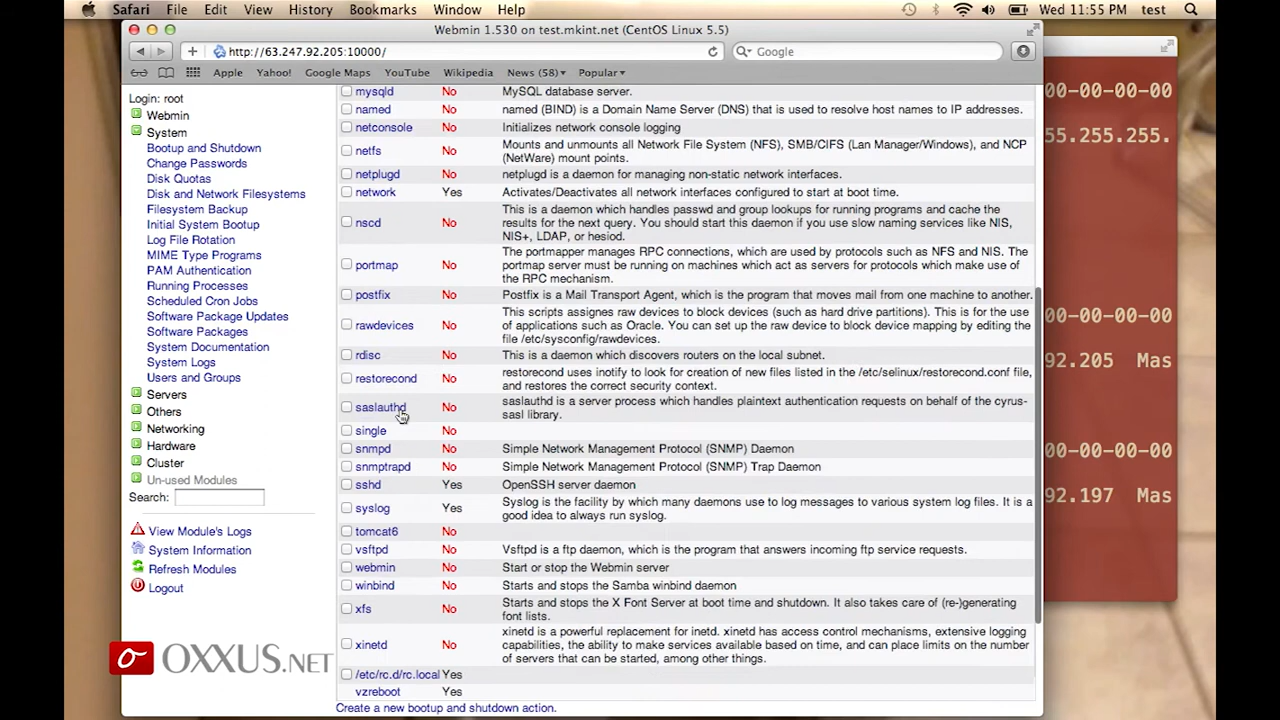 Safari File Edit View History Bookmarks Window Help Wed 11:55 PM test
Webmin 1.530 on test.mkint.net (CentOS Linux 5.5)
http://63.247.92.205:10000/
Google
Apple Yahoo! Google Maps YouTube Wikipedia News (58) Popular
Login: root
Webmin
System
Bootup and Shutdown
Change Passwords
Disk Quotas
Disk and Network Filesystems
Filesystem Backup
Initial System Bootup
Log File Rotation
MIME Type Programs
PAM Authentication
Running Processes
Scheduled Cron Jobs
Software Package Updates
Software Packages
System Documentation
System Logs
Users and Groups
Servers
Others
Networking
Hardware
Cluster
Un-used Modules
Search:
View Module's Logs
System Information
Refresh Modules
Logout
mysqld No MySQL database server.
named No named (BIND) is a Domain Name Server (DNS) that is used to resolve host names to IP addresses.
netconsole No Initializes network console logging
netfs No Mounts and unmounts all Network File System (NFS), SMB/CIFS (Lan Manager/Windows), and NCP
(NetWare) mount points.
netplugd No netplugd is a daemon for managing non-static network interfaces.
network Yes Activates/Deactivates all network interfaces configured to start at boot time.
nscd No This is a daemon which handles passwd and group lookups for running programs and cache the
results for the next query. You should start this daemon if you use slow naming services like NIS,
NIS+, LDAP, or hesiod.
portmap No The portmapper manages RPC connections, which are used by protocols such as NFS and NIS. The
portmap server must be running on machines which act as servers for protocols which make use of
the RPC mechanism.
postfix No Postfix is a Mail Transport Agent, which is the program that moves mail from one machine to another.
rawdevices No This scripts assignes raw devices to block devices (such as hard drive partitions). This is for the use
of applications such as Oracle. You can set up the raw device to block device mapping by editing the
file /etc/sysconfig/rawdevices.
rdisc No This is a daemon which discovers routers on the local subnet.
restorecond No restorecond uses inotify to look for creation of new files listed in the /etc/selinux/restorecond.conf file,
and restores the correct security context.
saslauthd No saslauthd is a server process which handles plaintext authentication requests on behalf of the cyrus-
sasl library.
single No
snmpd No Simple Network Management Protocol (SNMP) Daemon
snmptrapd No Simple Network Management Protocol (SNMP) Trap Daemon
sshd Yes OpenSSH server daemon
syslog Yes Syslog is the facility by which many daemons use to log messages to various system log files. It is a
good idea to always run syslog.
tomcat6 No
vsftpd No Vsftpd is a ftp daemon, which is the program that answers incoming ftp service requests.
webmin No Start or stop the Webmin server
winbind No Starts and stops the Samba winbind daemon
xfs No Starts and stops the X Font Server at boot time and shutdown. It also takes care of (re-)generating
font lists.
xinetd No xinetd is a powerful replacement for inetd. xinetd has access control mechanisms, extensive logging
capabilities, the ability to make services available based on time, and can place limits on the number
of servers that can be started, among other things.
/etc/rc.d/rc.local Yes
vzreboot Yes
Create a new bootup and shutdown action.
00-00-00
55.255.255.
00-00-00
92.205 Mas
00-00-00
92.197 Mas
OXXUS.NET